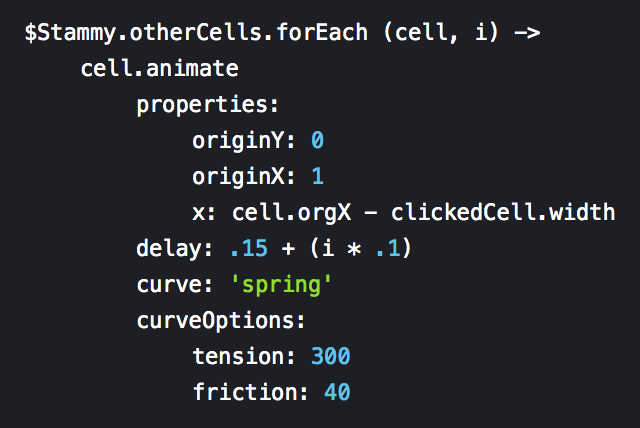 $Stammy.otherCells.forEach (cell, i) ->
cell.animate
properties:
originY: 0
originX: 1
x: cell.orgX - clickedCell.width
delay: .15 + (i * .1)
curve: 'spring'
curveOptions:
tension: 300
friction: 40